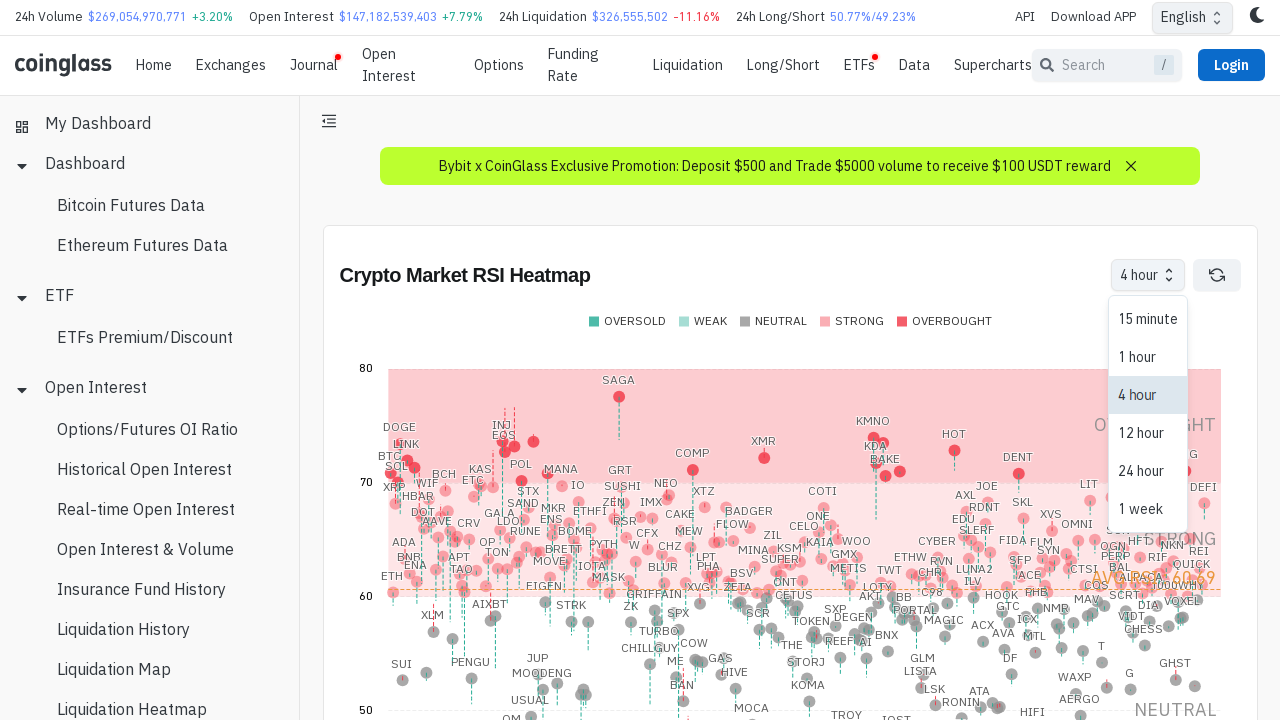 24h Volume $269,054,970,771 +3.20% Open Interest $147,182,539,403 +7.79% 24h Liquidation $326,555,502 -11.16% 24h Long/Short 50.77%/49.23% API Download APP English
coinglass Home Exchanges Journal Open Interest Options Funding Rate Liquidation Long/Short ETFs Data Supercharts Search / Login
My Dashboard
Dashboard
Bitcoin Futures Data
Ethereum Futures Data
ETF
ETFs Premium/Discount
Open Interest
Options/Futures OI Ratio
Historical Open Interest
Real-time Open Interest
Open Interest & Volume
Insurance Fund History
Liquidation History
Liquidation Map
Liquidation Heatmap
Bybit x CoinGlass Exclusive Promotion: Deposit $500 and Trade $5000 volume to receive $100 USDT reward
Crypto Market RSI Heatmap
4 hour
15 minute
1 hour
4 hour
12 hour
24 hour
1 week
OVERSOLD WEAK NEUTRAL STRONG OVERBOUGHT
80
SAGA
DOGE INJ KMNO
LINK EOS XMR KDA HOT
BTC COMP BAKE DENT G
SOL BCH KAS POL MANA GRT
XRP WIF ETC STX IO SUSHI NEO XTZ COTI JOE LIT DEFI
70
HBAR SAND ZEN IMX AXL SKL
DOT GALA MKR ETHFI CAKE BADGER ONE RDNT XVS
AAVE CRV LDO ENS RSR FLOW CELO EDU OMNI
RUNE BOMB CFX MEW ZIL SLERF
ADA OP PYTH W CHZ KAIA WOO CYBER FIDA FLM STRONG
BNR APT TON BRETT LPT MINA KSM GMX ETHW RVN SFP SYN OGN NKN REI
ENA TAO MOVE IOTA BLUR PHA SUPER METIS TWT LUNA2 CTSI PERP RIF QUICK
ETH EIGEN MASK XVG BSV ZETA ONT CHR ILV ACE COS BAL ALPACA
60
GRIFFAIN CETUS LQTY C98 HOOK PHB SCRT VOXEL
AIXBT STRK ZK SPX AKT BB GTC MAV DIA
XLM SCR SXP PORTAL NMR VIDT
TURBO TOKEN DEGEN MAGIC ACX ICX CHESS
CHILLGUY COW THE REEF AI BNX AVA MTL T
SUI PENGU JUP ME GAS STORJ GLM DF GHST
MOODENG HIVE LISTA WAXP G
BAN KOMA LSK ATA AERGO
USUAL MOCA RONIN
50
TROY HIFI NEUTRAL